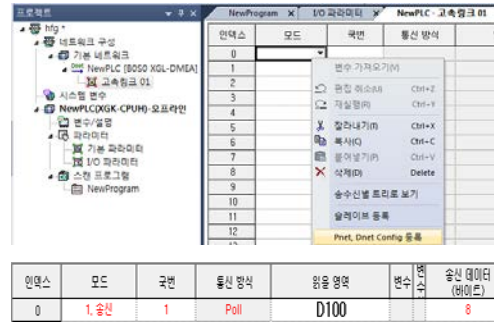 프로젝트
NewProgram x I/O 파라미터 x NewPLC - 고속링크 01
hfg *
네트워크 구성
기본 네트워크
NewPLC [B0S0 XGL-DMEA]
고속링크 01
시스템 변수
NewPLC(XGK-CPUH)-오프라인
변수/설명
파라미터
기본 파라미터
I/O 파라미터
스캔 프로그램
NewProgram
인덱스 모드 국번 통신 방식
0
1
2
3
4
5
6
7
8
9
10
11
12
변수 가져오기(V)
편집 취소(U) Ctrl+Z
재실행(R) Ctrl+Y
잘라내기(T) Ctrl+X
복사(C) Ctrl+C
붙여넣기(P) Ctrl+V
삭제(D) Delete
송수신별 트리로 보기
슬레이브 등록
Pnet, Dnet Config 등록
인덱스 모드 국번 통신 방식 읽을 영역 변수 변수 송신 데이터(바이트)
0 1. 송신 1 Poll D100 8